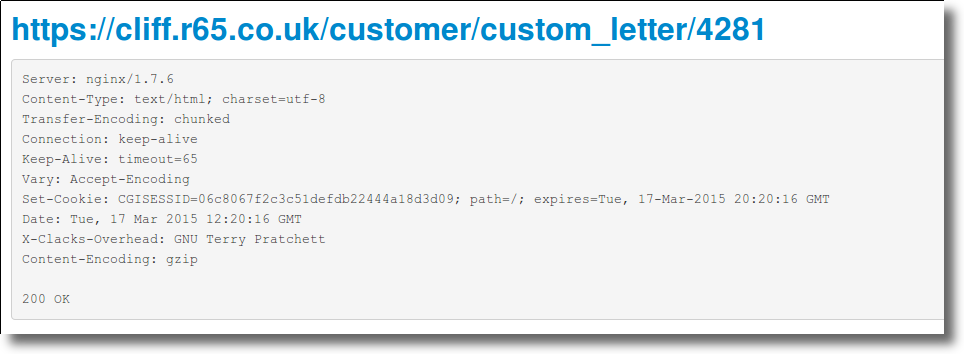 https://cliff.r65.co.uk/customer/custom_letter/4281
Server: nginx/1.7.6
Content-Type: text/html; charset=utf-8
Transfer-Encoding: chunked
Connection: keep-alive
Keep-Alive: timeout=65
Vary: Accept-Encoding
Set-Cookie: CGISESSID=06c8067f2c3c51defdb22444a18d3d09; path=/; expires=Tue, 17-Mar-2015 20:20:16 GMT
Date: Tue, 17 Mar 2015 12:20:16 GMT
X-Clacks-Overhead: GNU Terry Pratchett
Content-Encoding: gzip
200 OK